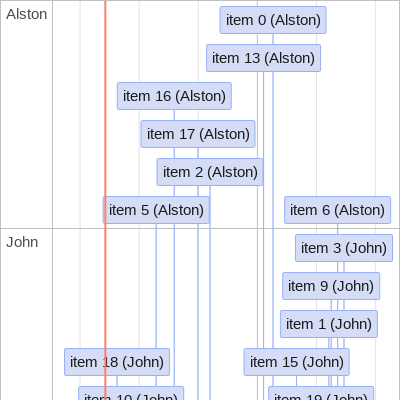 Alston
item 0 (Alston)
item 13 (Alston)
item 16 (Alston)
item 17 (Alston)
item 2 (Alston)
item 5 (Alston)
item 6 (Alston)
John
item 3 (John)
item 9 (John)
item 1 (John)
item 18 (John)
item 15 (John)
item 10 (John)
item 19 (John)